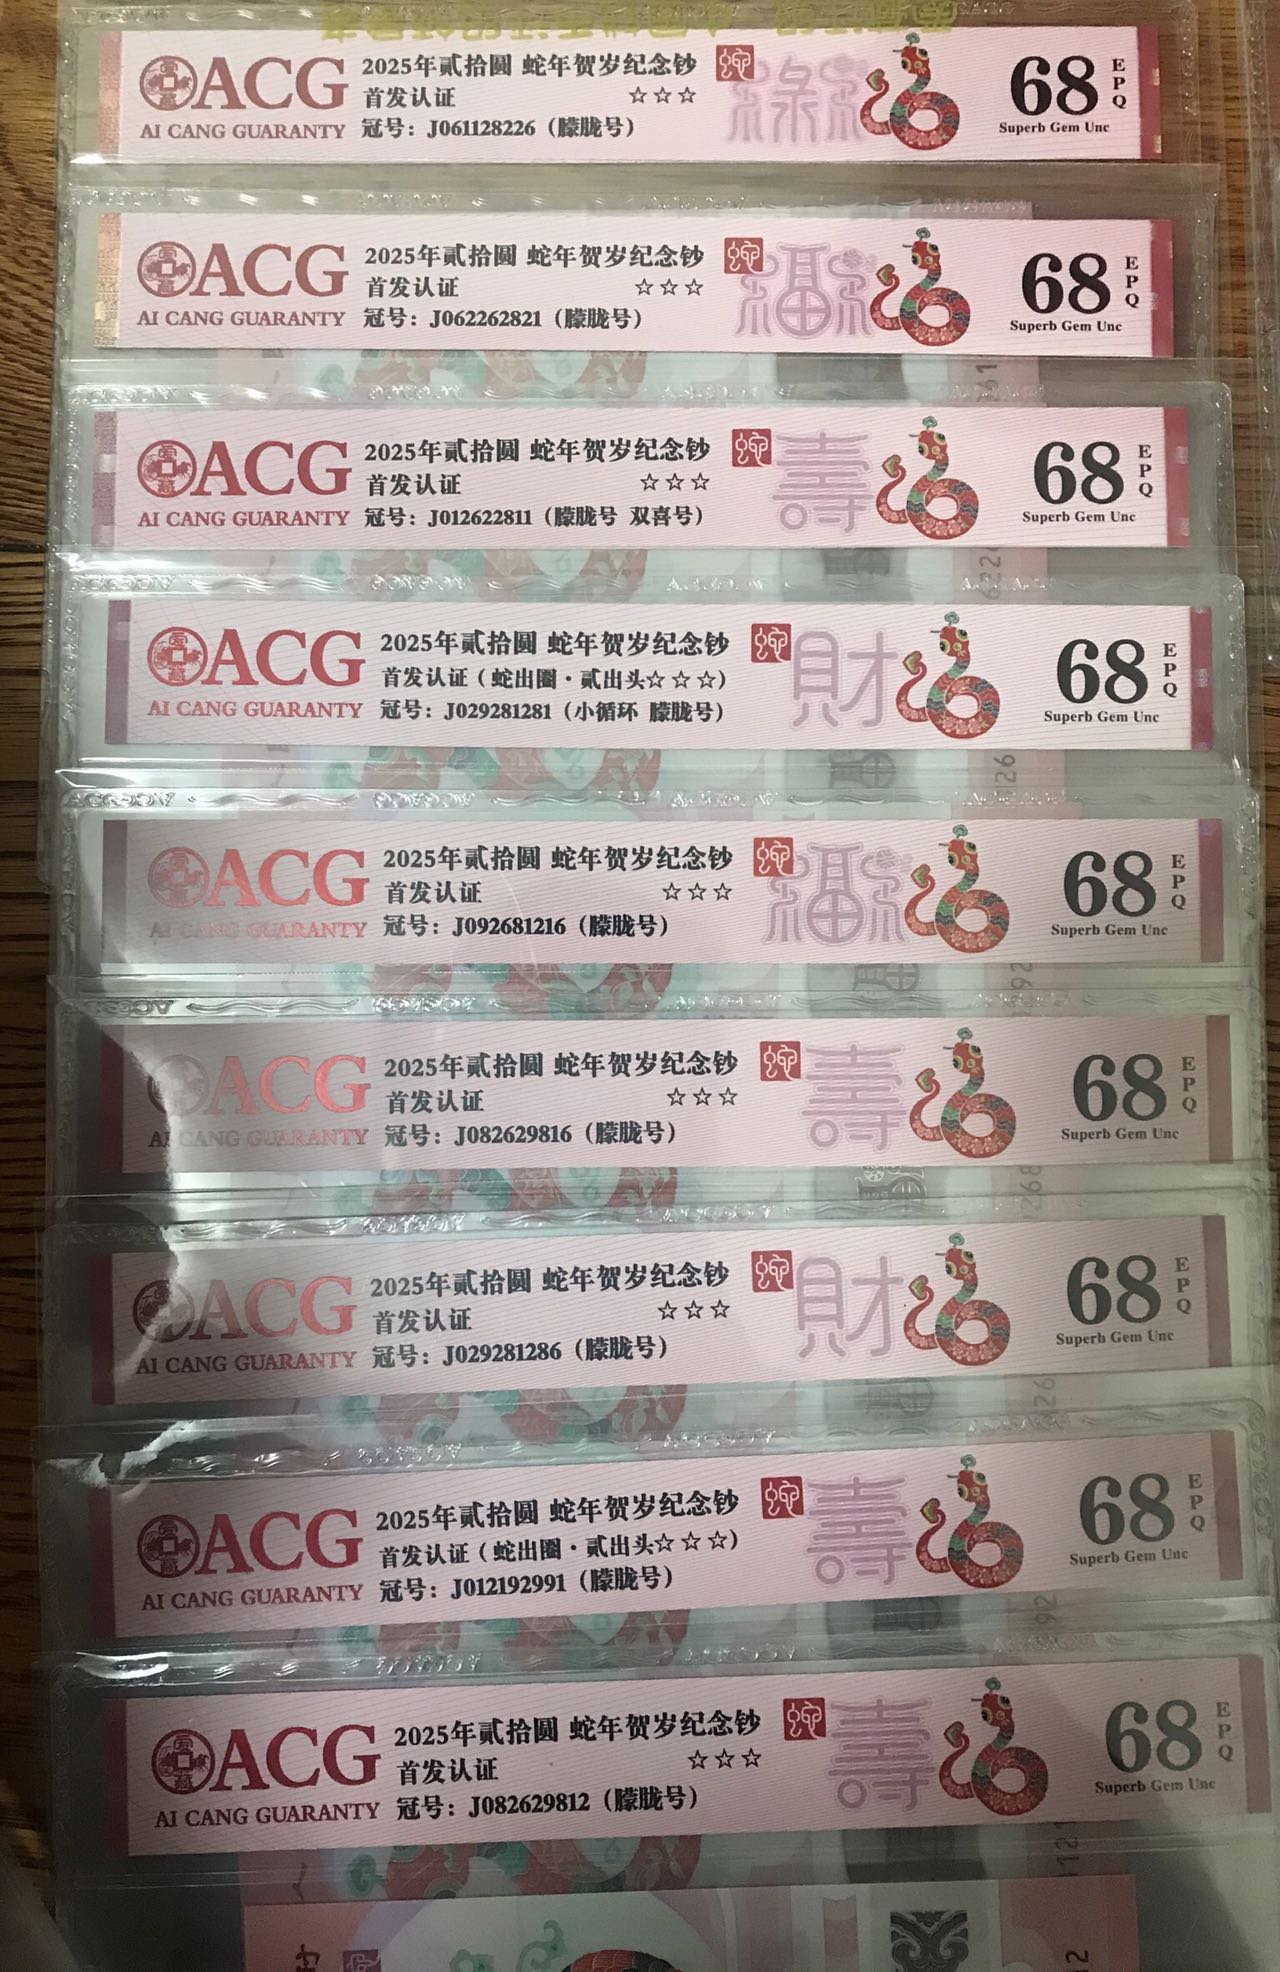 ACG
AI CANG GUARANTY
2025年贰拾圆 蛇年贺岁纪念钞
首发认证 ☆☆☆
冠号：J061128226（朦胧号）
蛇
祿
68
EPQ
Superb Gem Unc
ACG
AI CANG GUARANTY
2025年贰拾圆 蛇年贺岁纪念钞
首发认证 ☆☆☆
冠号：J062262821（朦胧号）
蛇
福
68
EPQ
Superb Gem Unc
ACG
AI CANG GUARANTY
2025年贰拾圆 蛇年贺岁纪念钞
首发认证 ☆☆☆
冠号：J012622811（朦胧号 双喜号）
蛇
壽
68
EPQ
Superb Gem Unc
ACG
AI CANG GUARANTY
2025年贰拾圆 蛇年贺岁纪念钞
首发认证（蛇出圈·贰出头☆☆☆）
冠号：J029281281（小循环 朦胧号）
蛇
財
68
EPQ
Superb Gem Unc
ACG
AI CANG GUARANTY
2025年贰拾圆 蛇年贺岁纪念钞
首发认证 ☆☆☆
冠号：J092681216（朦胧号）
蛇
福
68
EPQ
Superb Gem Unc
ACG
AI CANG GUARANTY
2025年贰拾圆 蛇年贺岁纪念钞
首发认证 ☆☆☆
冠号：J082629816（朦胧号）
蛇
壽
68
EPQ
Superb Gem Unc
ACG
AI CANG GUARANTY
2025年贰拾圆 蛇年贺岁纪念钞
首发认证 ☆☆☆
冠号：J029281286（朦胧号）
蛇
財
68
EPQ
Superb Gem Unc
ACG
AI CANG GUARANTY
2025年贰拾圆 蛇年贺岁纪念钞
首发认证（蛇出圈·贰出头☆☆☆）
冠号：J012192991（朦胧号）
蛇
壽
68
EPQ
Superb Gem Unc
ACG
AI CANG GUARANTY
2025年贰拾圆 蛇年贺岁纪念钞
首发认证 ☆☆☆
冠号：J082629812（朦胧号）
蛇
壽
68
EPQ
Superb Gem Unc